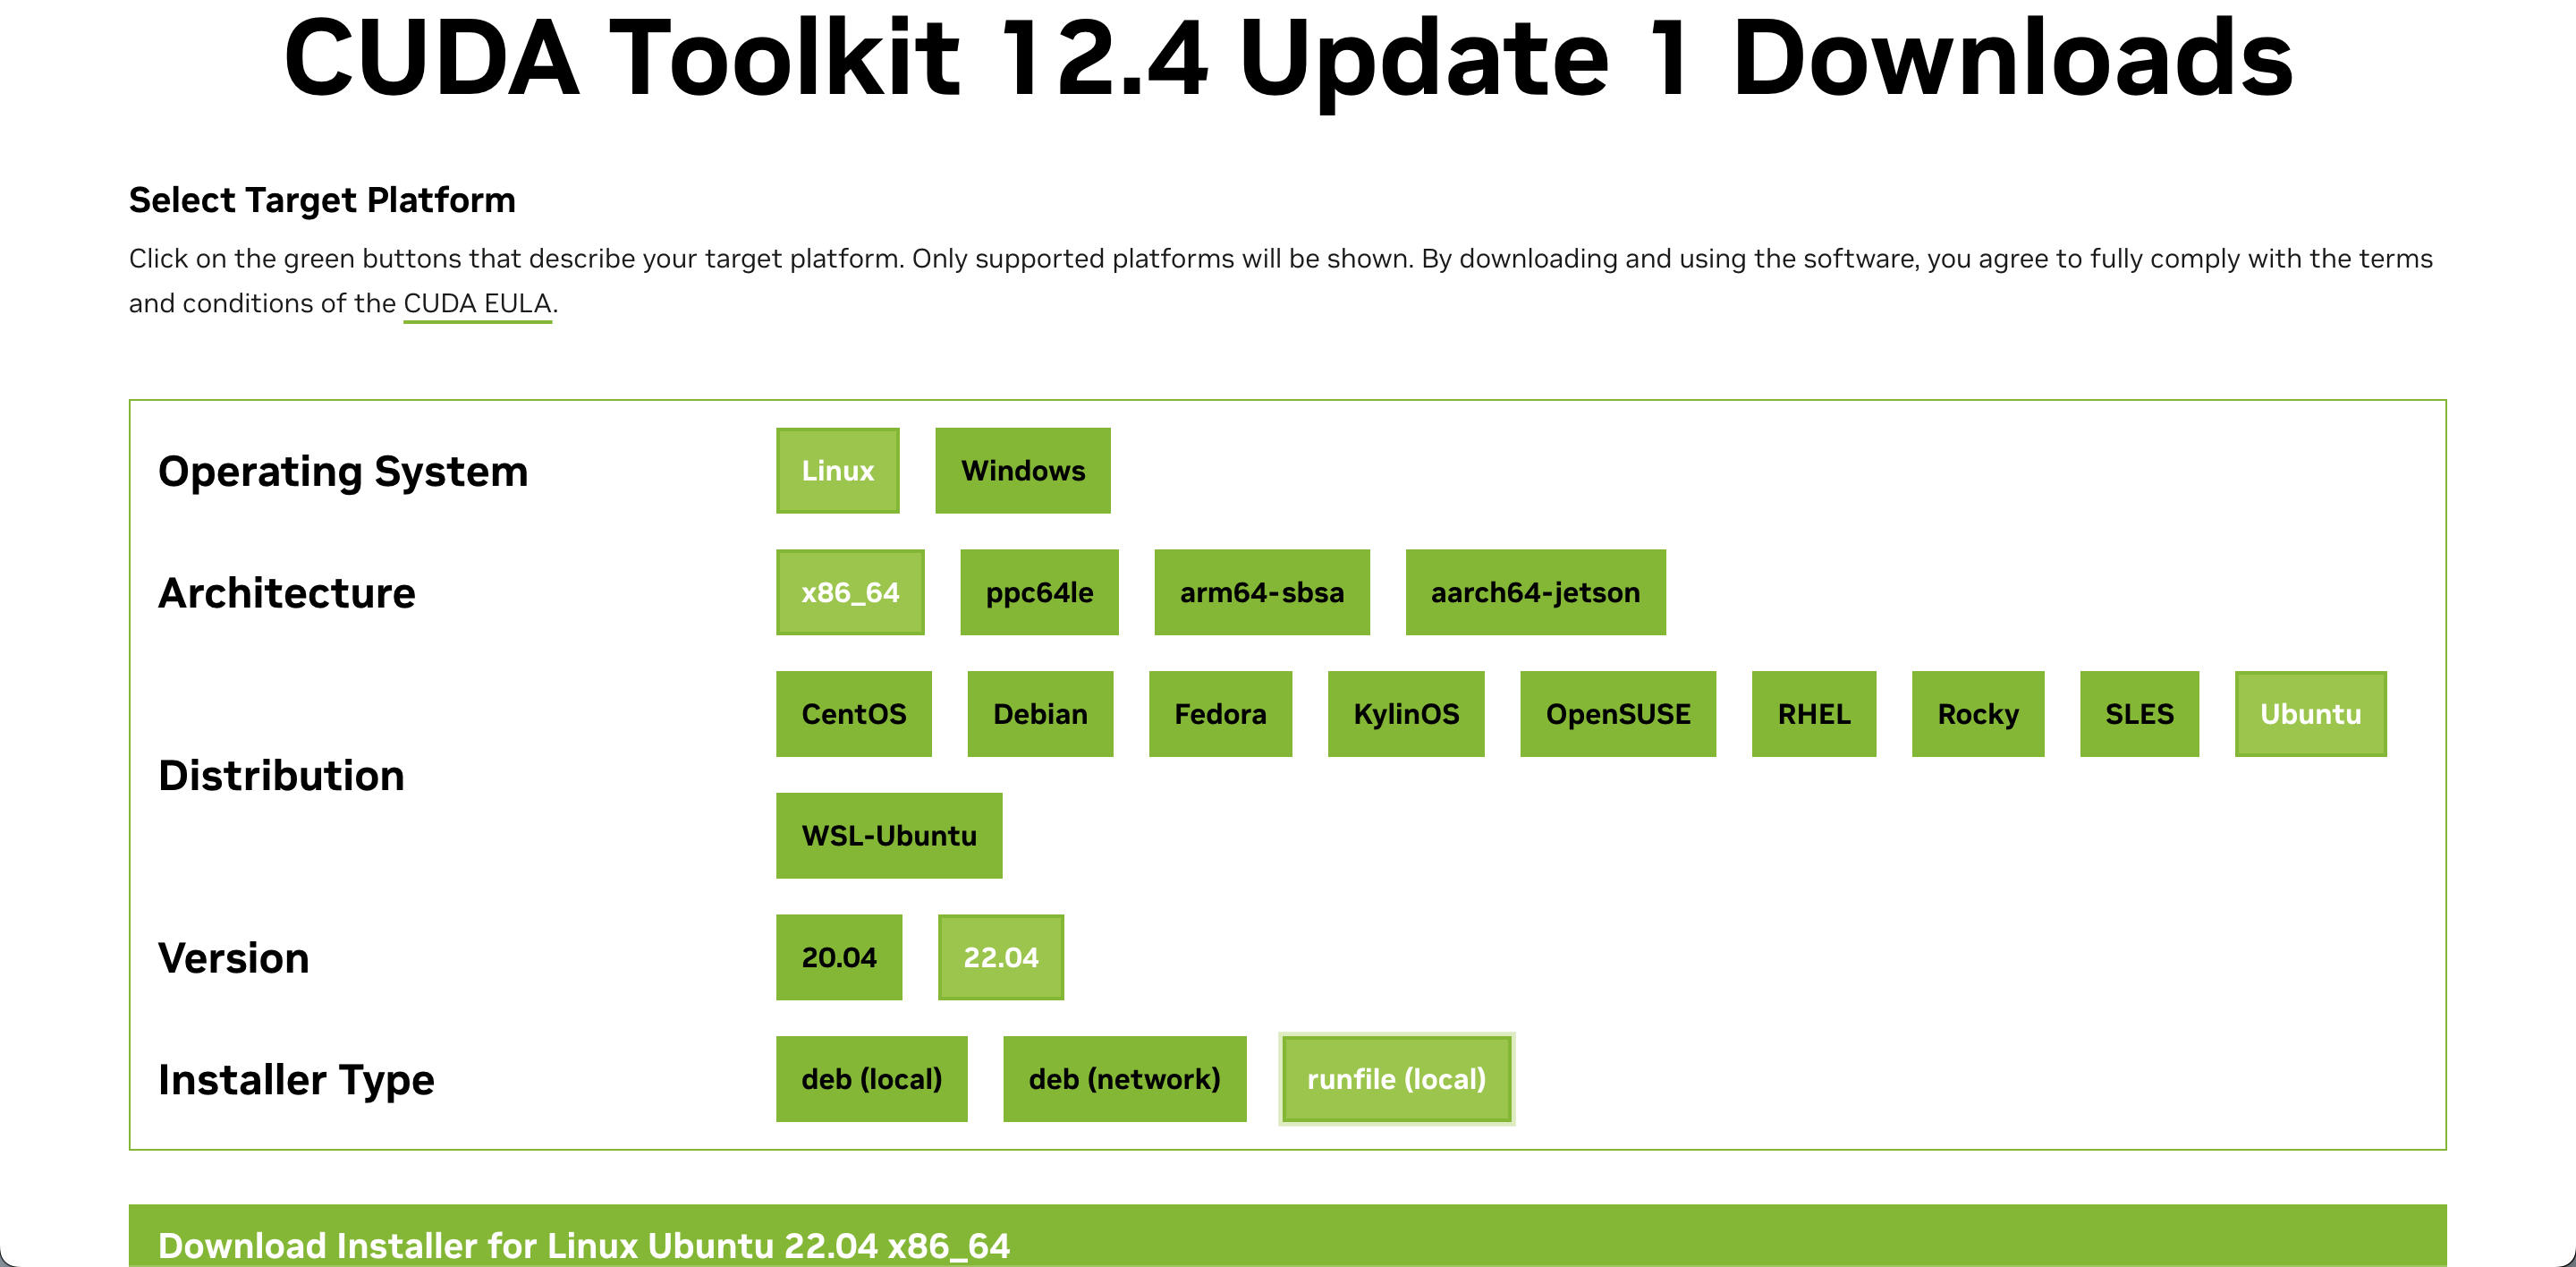 CUDA Toolkit 12.4 Update 1 Downloads
Select Target Platform
Click on the green buttons that describe your target platform. Only supported platforms will be shown. By downloading and using the software, you agree to fully comply with the terms
and conditions of the CUDA EULA.
Operating System
Linux
Windows
Architecture
x86_64
ppc64le
arm64-sbsa
aarch64-jetson
Distribution
CentOS
Debian
Fedora
KylinOS
OpenSUSE
RHEL
Rocky
SLES
Ubuntu
WSL-Ubuntu
Version
20.04
22.04
Installer Type
deb (local)
deb (network)
runfile (local)
Download Installer for Linux Ubuntu 22.04 x86_64